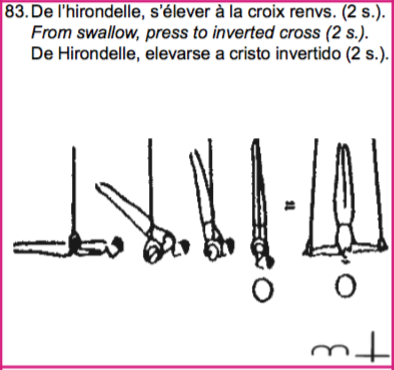 83. De l'hirondelle, s'élever à la croix renvs. (2 s.).
From swallow, press to inverted cross (2 s.).
De Hirondelle, elevarse a cristo invertido (2 s.).
=